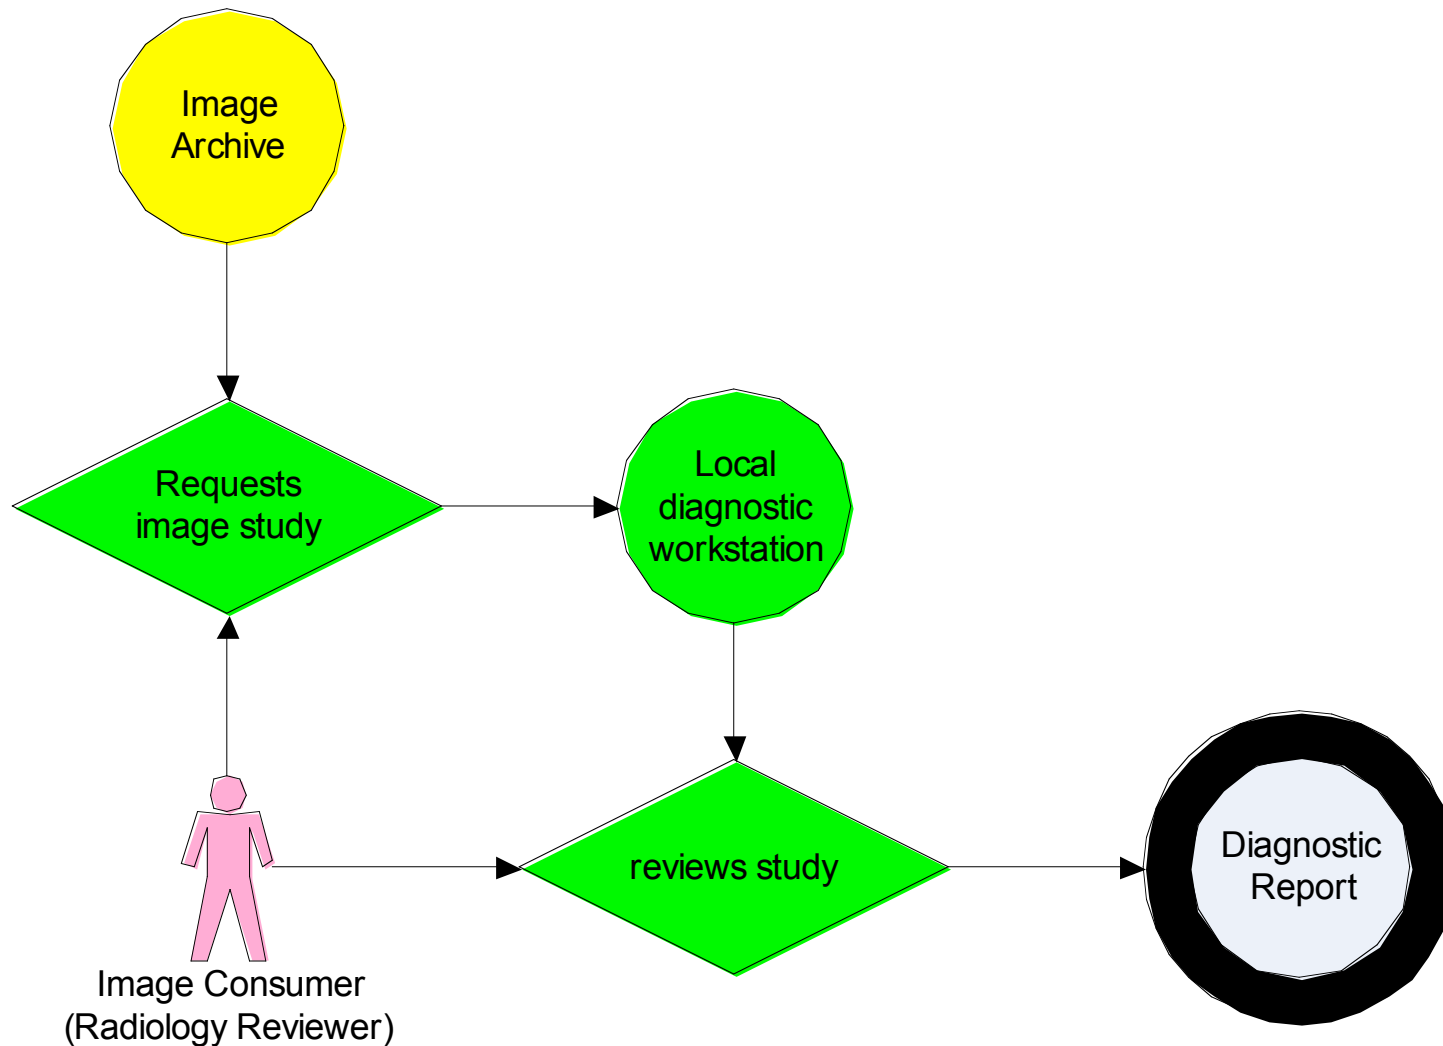 Image
Archive
Requests
image study
Local
diagnostic
workstation
reviews study
Diagnostic
Report
Image Consumer
(Radiology Reviewer)